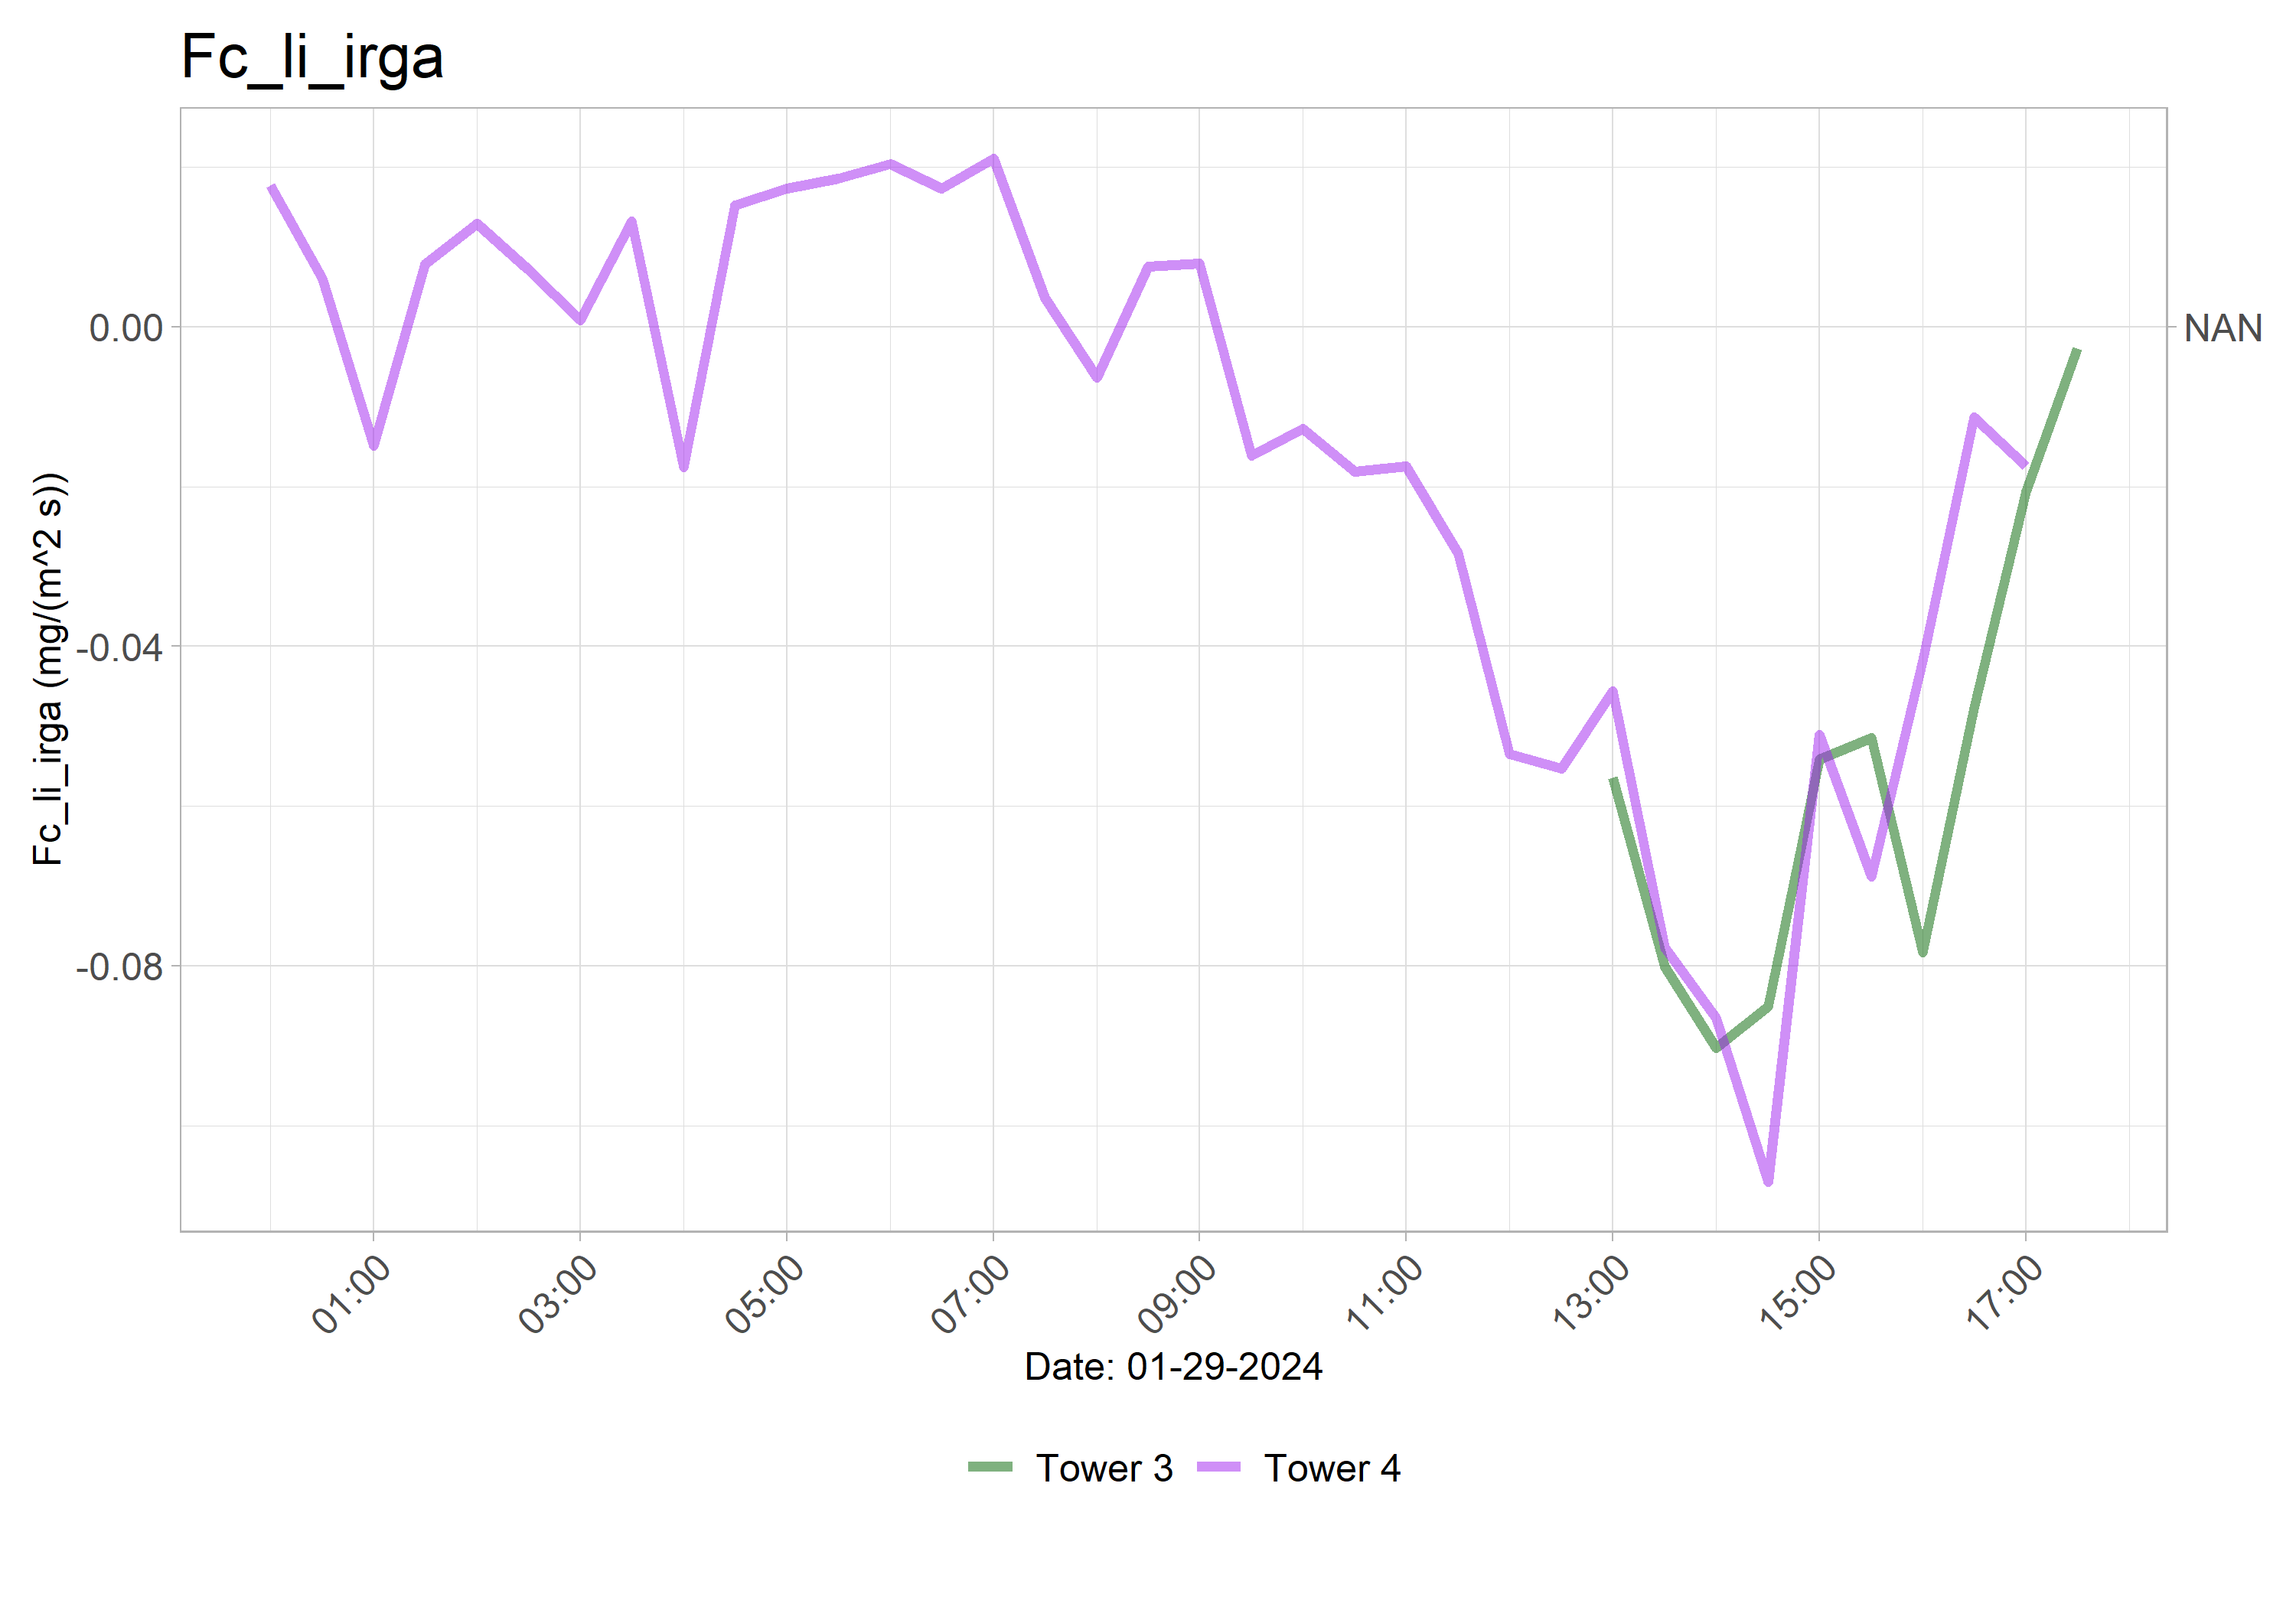 Fc_li_irga
Fc_li_irga (mg/(m^2 s))
0.00
-0.04
-0.08
NAN
01:00
03:00
05:00
07:00
09:00
11:00
13:00
15:00
17:00
Date: 01-29-2024
Tower 3 Tower 4